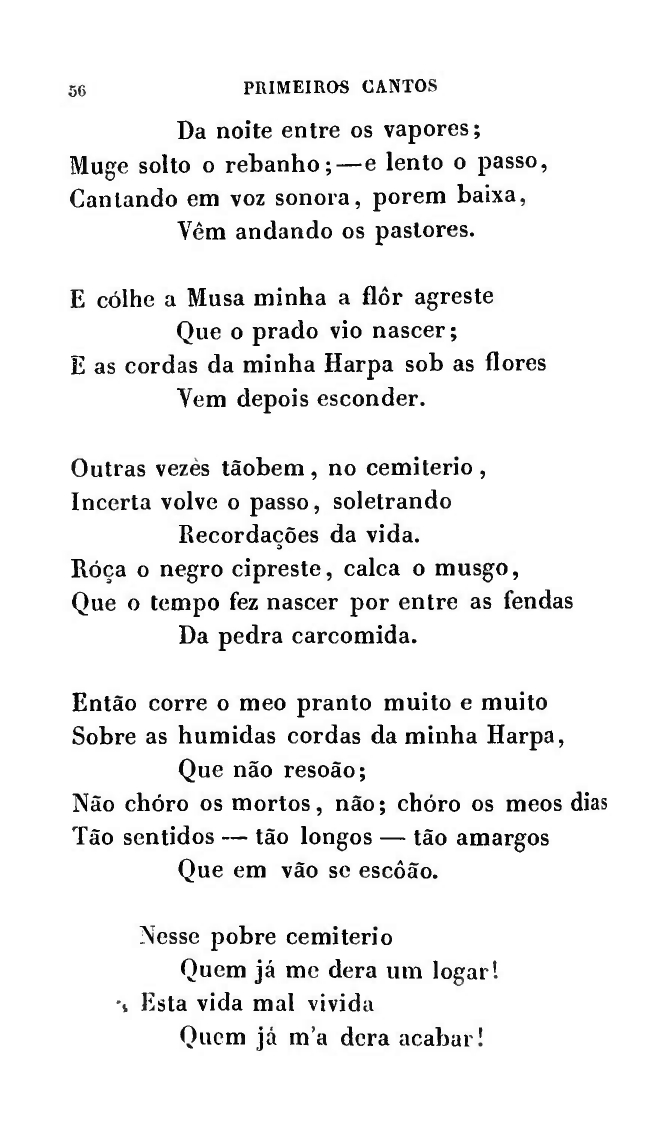 56 PRIMEIROS CANTOS
Da noite entre os vapores;
Muge solto o rebanho;—e lento o passo,
Cantando em voz sonora, porem baixa,
Vêm andando os pastores.
E cólhe a Musa minha a flôr agreste
Que o prado vio nascer;
E as cordas da minha Harpa sob as flores
Vem depois esconder.
Outras vezès tãobem, no cemiterio,
Incerta volve o passo, soletrando
Recordações da vida.
Róça o negro cipreste, calca o musgo,
Que o tempo fez nascer por entre as fendas
Da pedra carcomida.
Então corre o meo pranto muito e muito
Sobre as humidas cordas da minha Harpa,
Que não resoão;
Não chóro os mortos, não; chóro os meos dias
Tão sentidos — tão longos — tão amargos
Que em vão se escôão.
Nesse pobre cemiterio
Quem já me dera um logar!
Esta vida mal vivida
Quem já m'a dera acabar!